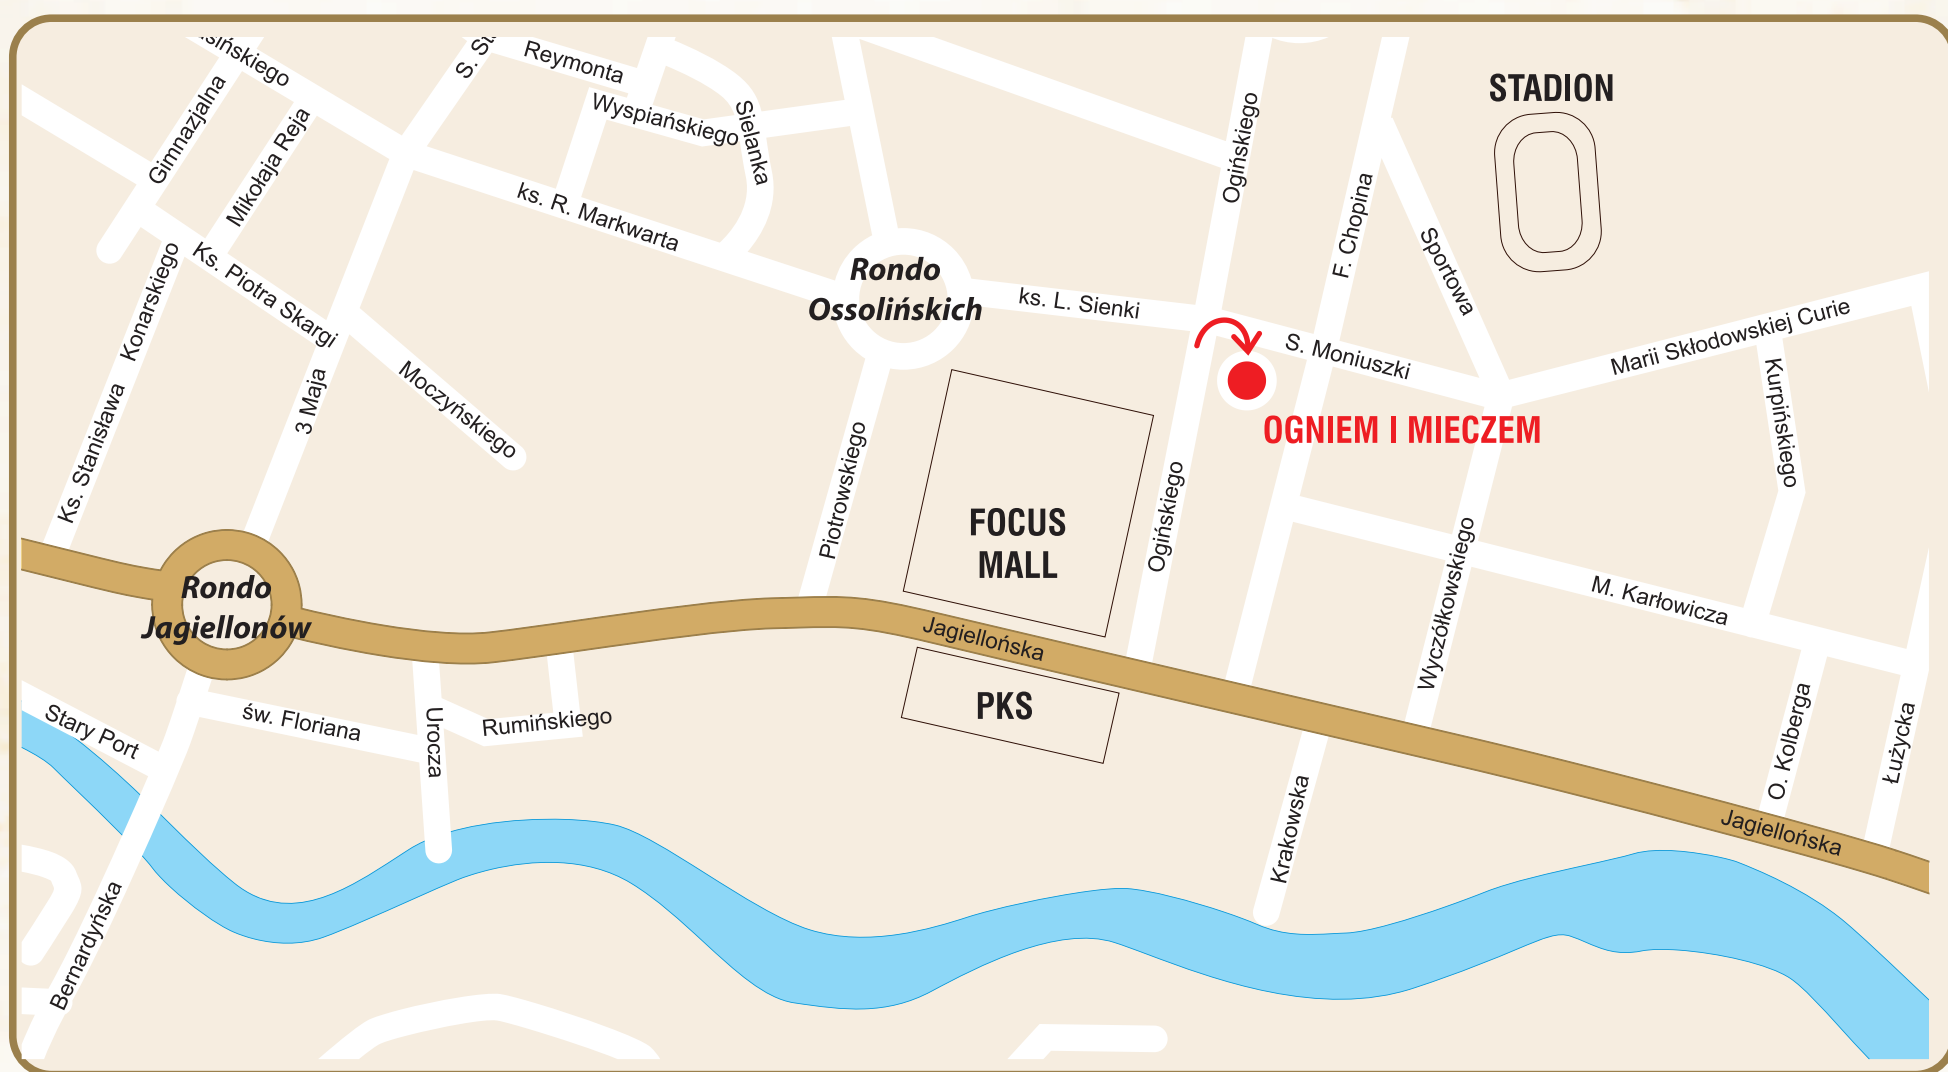 Reymonta
STADION
Gimnazjalna
Mikołaja Reja
Wyspiańskiego
Sielanka
Ogińskiego
F. Chopina
Sportowa
ks. R. Markwarta
Ks. Piotra Skargi
Ks. Stanisława Konarskiego
Rondo
Ossolińskich
ks. L. Sienki
S. Moniuszki
Marii Skłodowskiej Curie
Kurpińskiego
3 Maja
Moczyńskiego
OGNIEM I MIECZEM
Piotrowskiego
FOCUS
MALL
Ogińskiego
Wyczółkowskiego
M. Karłowicza
Rondo
Jagiellonów
Jagiellońska
PKS
Stary Port
św. Floriana
Urocza
Rumińskiego
O. Kolberga
Łużycka
Krakowska
Jagiellońska
Bernardyńska